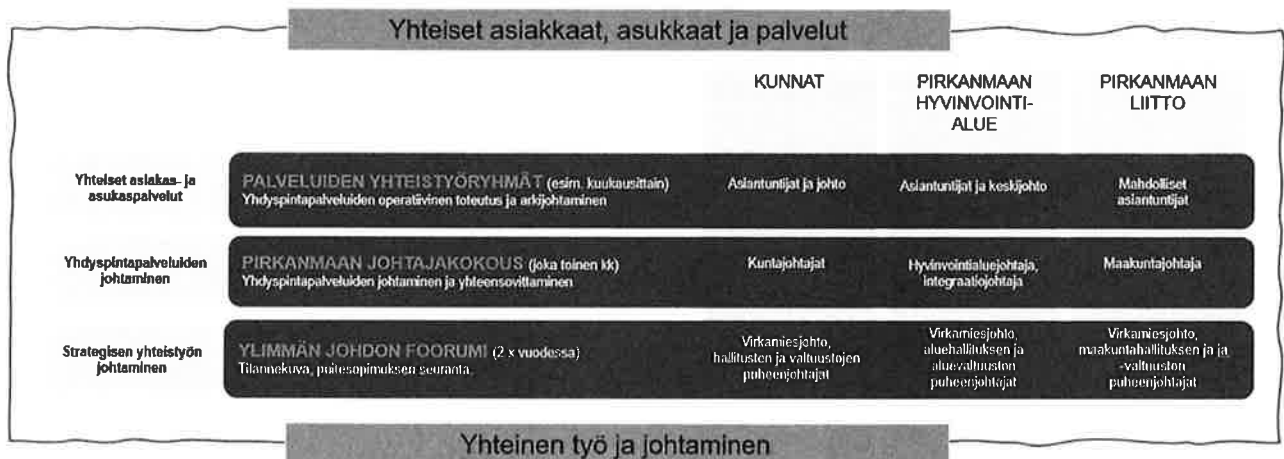 Yhteiset asiakkaat, asukkaat ja palvelut
KUNNAT
PIRKANMAAN
HYVINVOINTI-
ALUE
PIRKANMAAN
LIITTO
Yhteiset asiakas- ja
asukaspalvelut
PALVELUIDEN YHTEISTYÖRYHMÄT (esim. kuukausittain)
Yhdyspintapalveluiden operatiivinen toteutus ja arkijohtaminen
Asiantuntijat ja johto
Asiantuntijat ja keskijohto
Mahdolliset
asiantuntijat
Yhdyspintapalveluiden
johtaminen
PIRKANMAAN JOHTAJAKOKOUS (joka toinen kk)
Yhdyspintapalveluiden johtaminen ja yhteensovittaminen
Kuntajohtajat
Hyvinvointialuejohtaja,
integraatiojohtaja
Maakuntajohtaja
Strategisen yhteistyön
johtaminen
YLIMMÄN JOHDON FOORUMI (2 x vuodessa)
Tilannekuva, puitesopimuksen seuranta
Virkamiesjohto,
hallitusten ja valtuustojen
puheenjohtajat
Virkamiesjohto,
aluehallituksen ja
aluevaltuuston
puheenjohtajat
Virkamiesjohto,
maakuntahallituksen ja ja
-valtuuston
puheenjohtajat
Yhteinen työ ja johtaminen